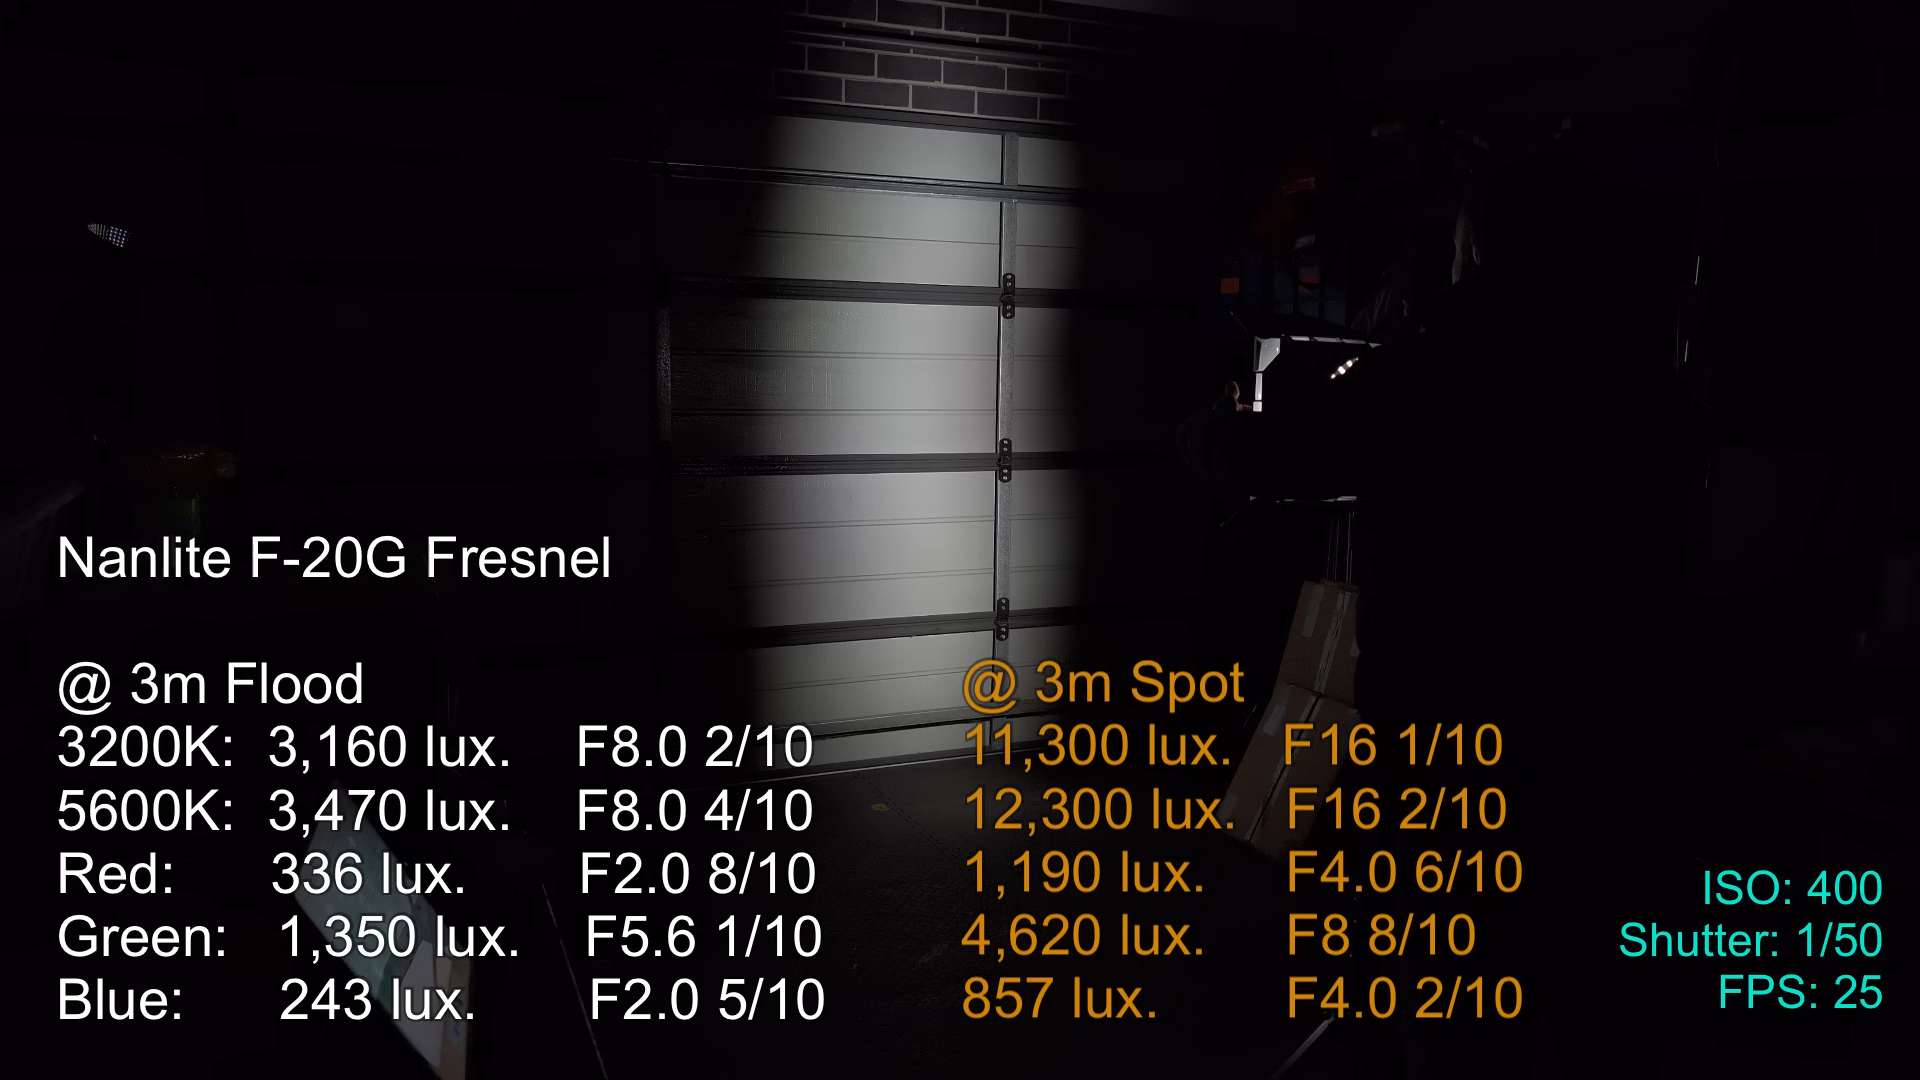 Nanlite F-20G Fresnel
@ 3m Flood
3200K: 3,160 lux. F8.0 2/10
5600K: 3,470 lux. F8.0 4/10
Red: 336 lux. F2.0 8/10
Green: 1,350 lux. F5.6 1/10
Blue: 243 lux. F2.0 5/10
@ 3m Spot
11,300 lux. F16 1/10
12,300 lux. F16 2/10
1,190 lux. F4.0 6/10
4,620 lux. F8 8/10
857 lux. F4.0 2/10
ISO: 400
Shutter: 1/50
FPS: 25